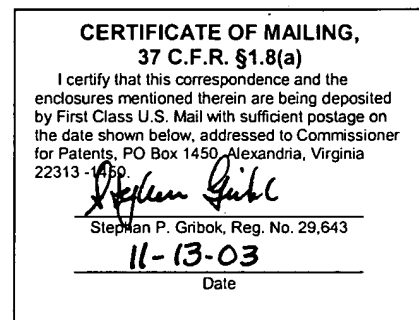 CERTIFICATE OF MAILING,
37 C.F.R. §1.8(a)
I certify that this correspondence and the
enclosures mentioned therein are being deposited
by First Class U.S. Mail with sufficient postage on
the date shown below, addressed to Commissioner
for Patents, PO Box 1450, Alexandria, Virginia
22313 -1450.
Stephen Gribok
Stephan P. Gribok, Reg. No. 29,643
11-13-03
Date